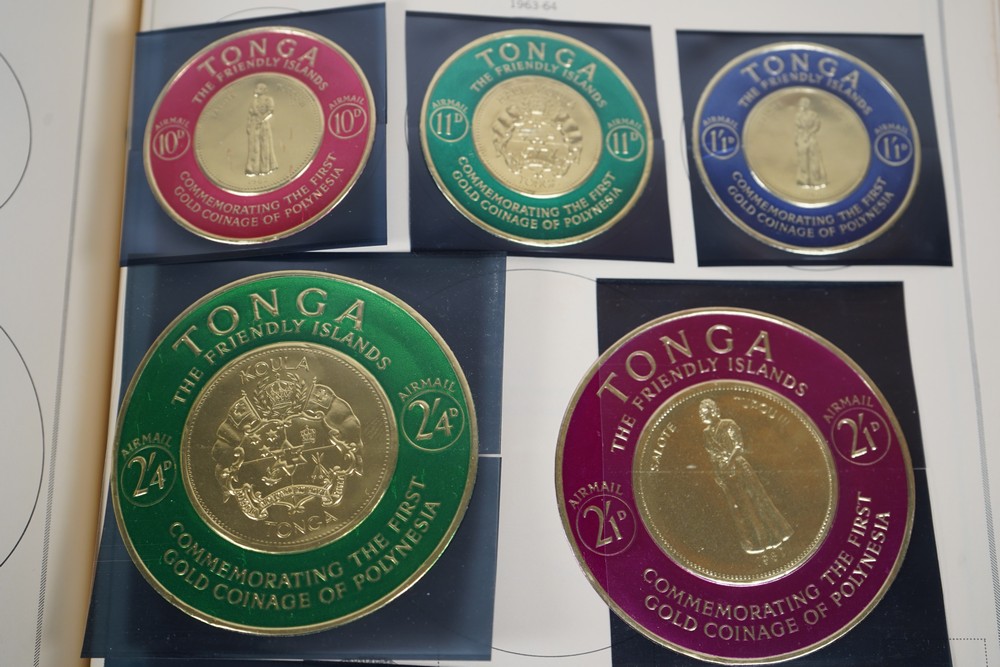 1963-64
TONGA
THE FRIENDLY ISLANDS
AIRMAIL
10D
AIRMAIL
10D
COMMEMORATING THE FIRST
GOLD COINAGE OF POLYNESIA
TONGA
THE FRIENDLY ISLANDS
AIRMAIL
11D
AIRMAIL
11D
COMMEMORATING THE FIRST
GOLD COINAGE OF POLYNESIA
TONGA
THE FRIENDLY ISLANDS
AIRMAIL
1'1D
AIRMAIL
1'1D
COMMEMORATING THE FIRST
GOLD COINAGE OF POLYNESIA
TONGA
THE FRIENDLY ISLANDS
KOULA
AIRMAIL
2'4D
AIRMAIL
2'4D
TONGA
COMMEMORATING THE FIRST
GOLD COINAGE OF POLYNESIA
TONGA
THE FRIENDLY ISLANDS
SALOTE TUPOU III
AIRMAIL
2'1D
AIRMAIL
2'1D
COMMEMORATING THE FIRST
GOLD COINAGE OF POLYNESIA